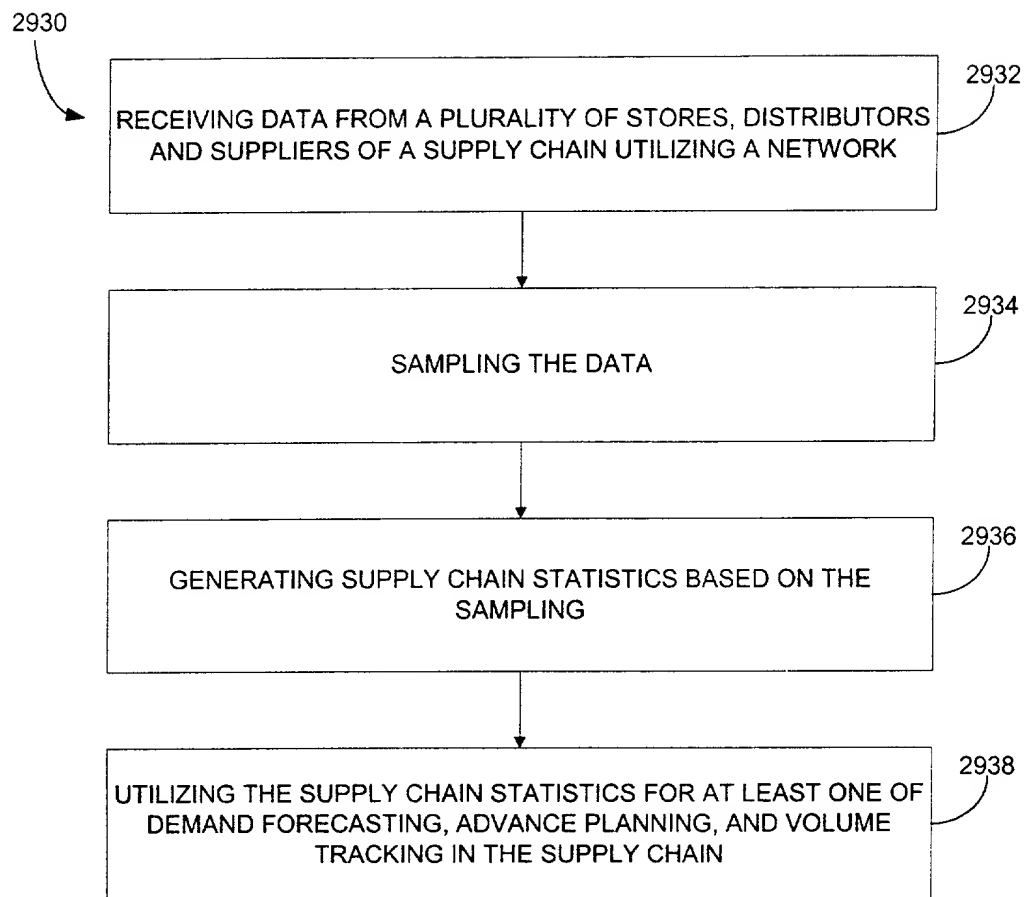 2930
2932
RECEIVING DATA FROM A PLURALITY OF STORES, DISTRIBUTORS
AND SUPPLIERS OF A SUPPLY CHAIN UTILIZING A NETWORK
2934
SAMPLING THE DATA
2936
GENERATING SUPPLY CHAIN STATISTICS BASED ON THE
SAMPLING
2938
UTILIZING THE SUPPLY CHAIN STATISTICS FOR AT LEAST ONE OF
DEMAND FORECASTING, ADVANCE PLANNING, AND VOLUME
TRACKING IN THE SUPPLY CHAIN